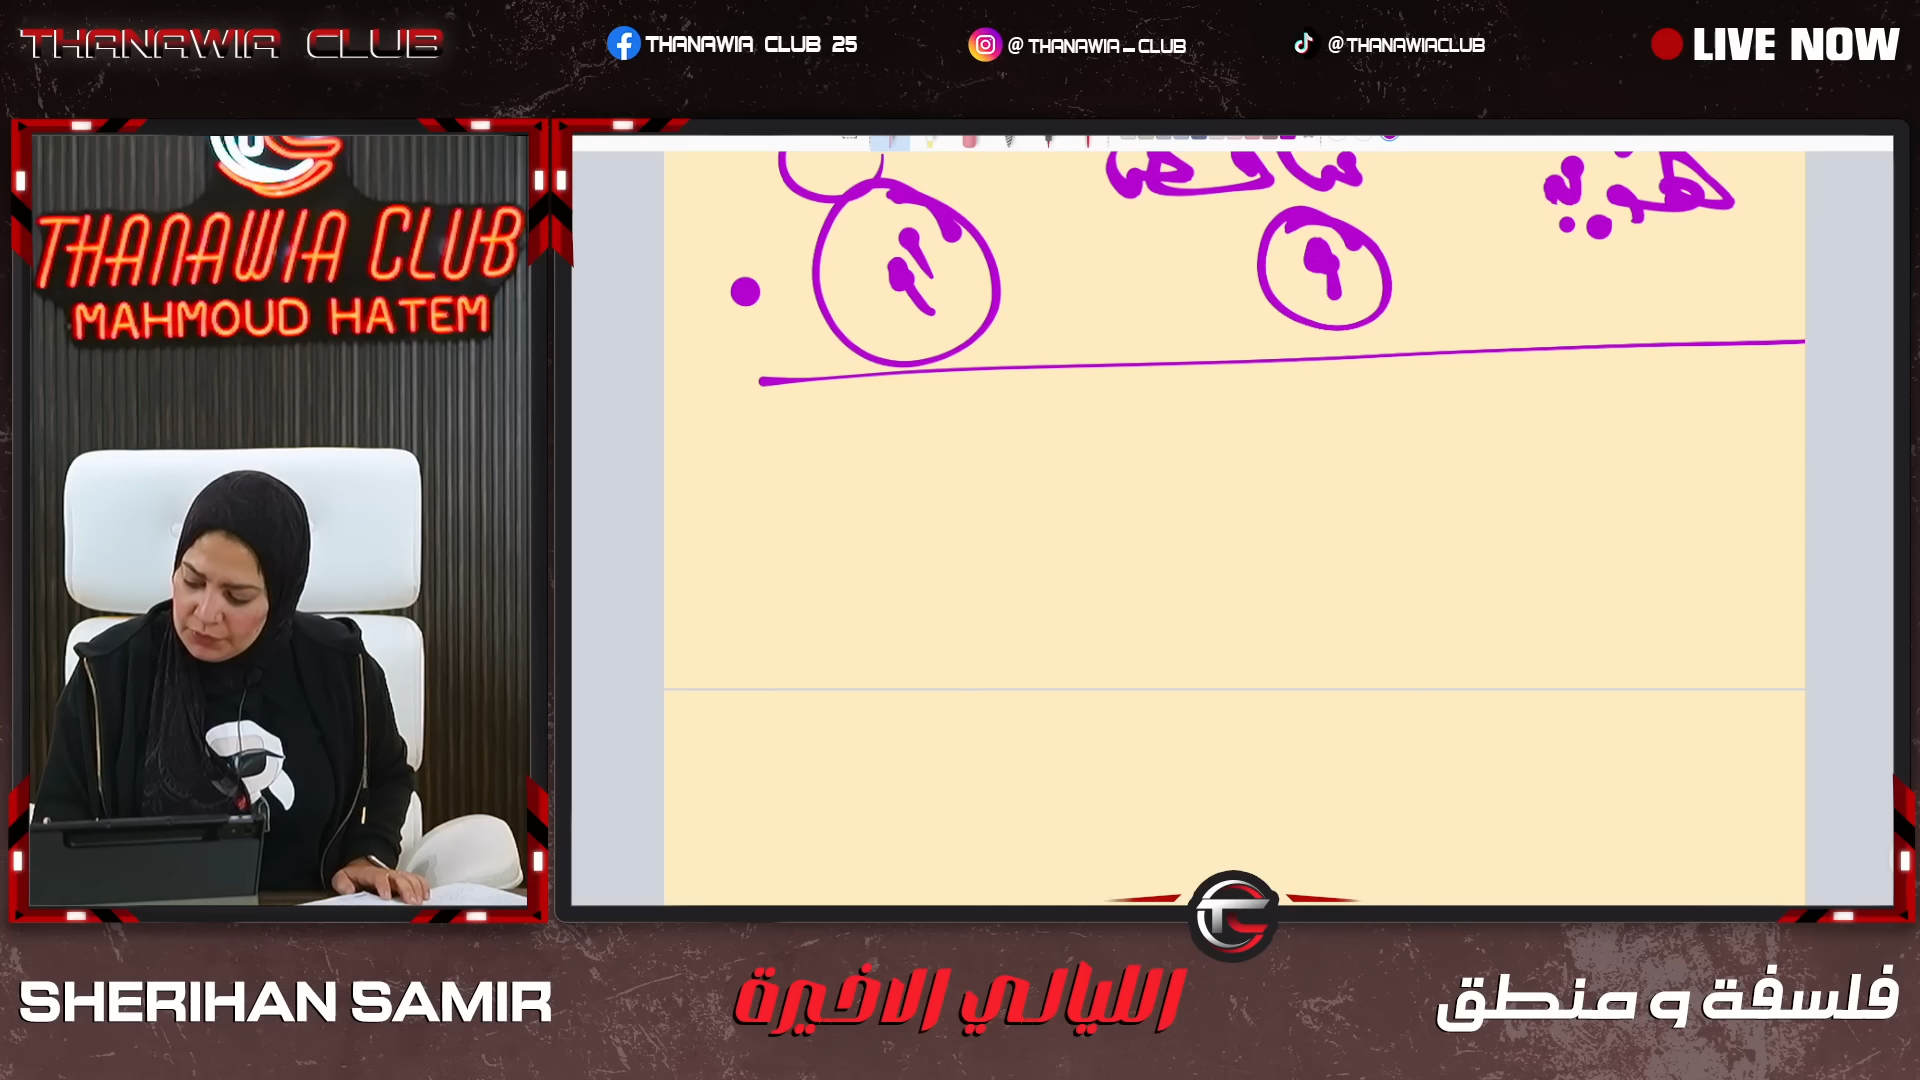 THANAWIA CLUB
THANAWIA CLUB 25
@THANAWIA_CLUB
@THANAWIACLUB
LIVE NOW
THANAWIA CLUB
MAHMOUD HATEM
TC
SHERIHAN SAMIR
الليالي الاخيرة
فلسفة و منطق